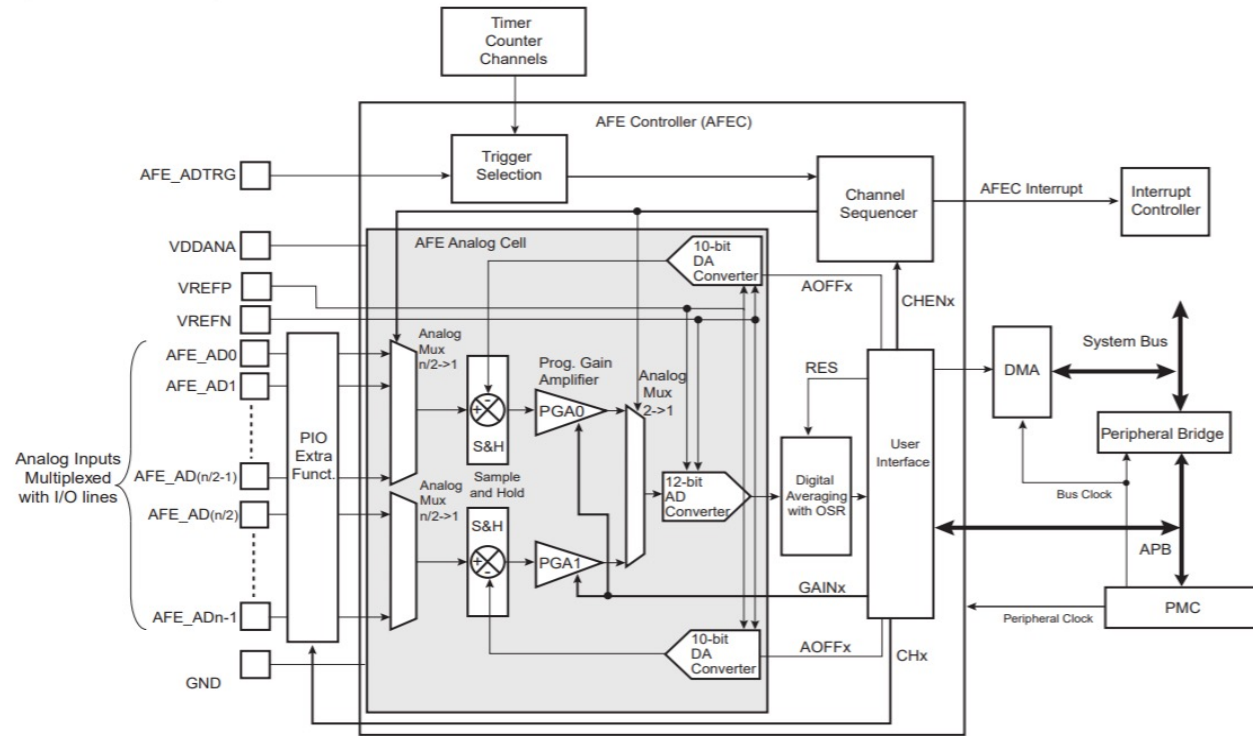 Timer
Counter
Channels
AFE Controller (AFEC)
AFE_ADTRG
Trigger
Selection
Channel
Sequencer
AFEC Interrupt
Interrupt
Controller
VDDANA
AFE Analog Cell
10-bit
DA
Converter
AOFFx
CHENx
VREFP
VREFN
AFE_AD0
AFE_AD1
AFE_AD(n/2-1)
AFE_AD(n/2)
AFE_ADn-1
GND
Analog Inputs
Multiplexed
with I/O lines
PIO
Extra
Funct.
Analog
Mux
n/2->1
S&H
Sample
and Hold
Prog. Gain
Amplifier
PGA0
Analog
Mux
2->1
Analog
Mux
n/2->1
S&H
PGA1
12-bit
AD
Converter
RES
Digital
Averaging
with OSR
User
Interface
GAINx
10-bit
DA
Converter
AOFFx
CHx
DMA
System Bus
Peripheral Bridge
Bus Clock
APB
PMC
Peripheral Clock
+
-
+
-